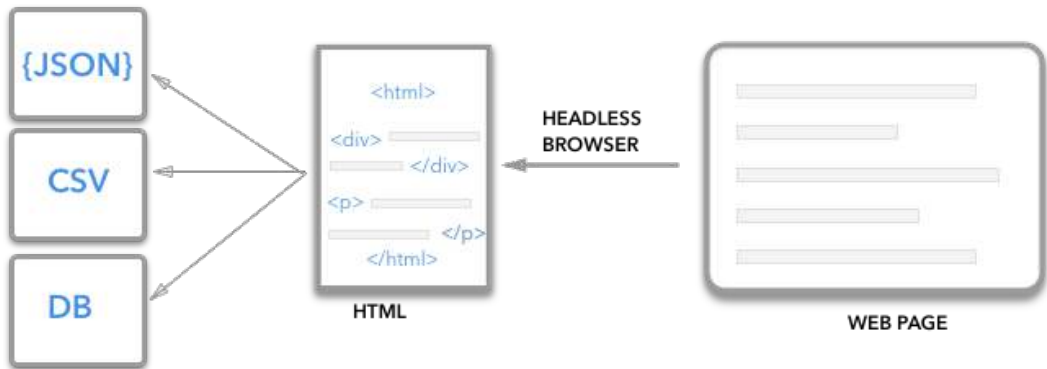 {JSON}
CSV
DB
<html>
<div>
</div>
<p>
</p>
</html>
HTML
HEADLESS
BROWSER
WEB PAGE